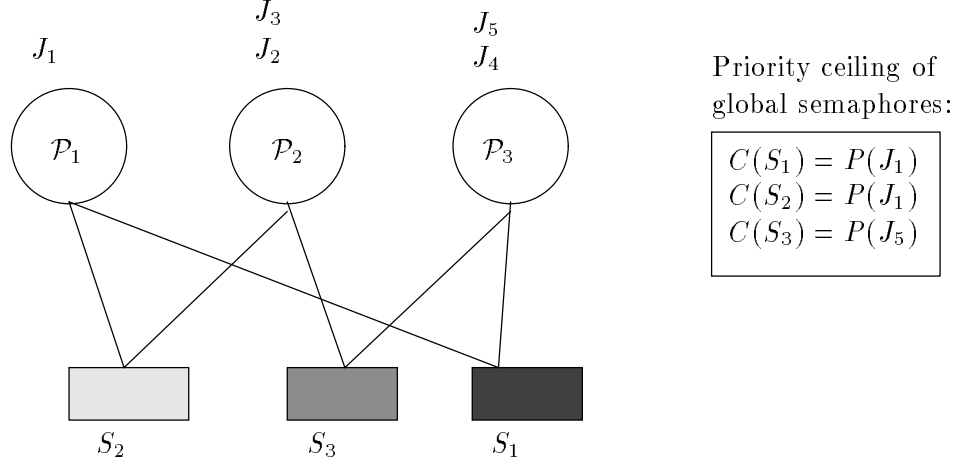 J₃
J₅
J₁
J₂
J₄
Priority ceiling of
global semaphores:
P₁
P₂
P₃
C(S₁) = P(J₁)
C(S₂) = P(J₁)
C(S₃) = P(J₅)
S₂
S₃
S₁